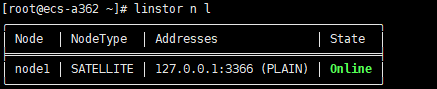 [root@ecs-a362 ~]# linstor n l
Node | NodeType | Addresses | State
node1 | SATELLITE | 127.0.0.1:3366 (PLAIN) | Online